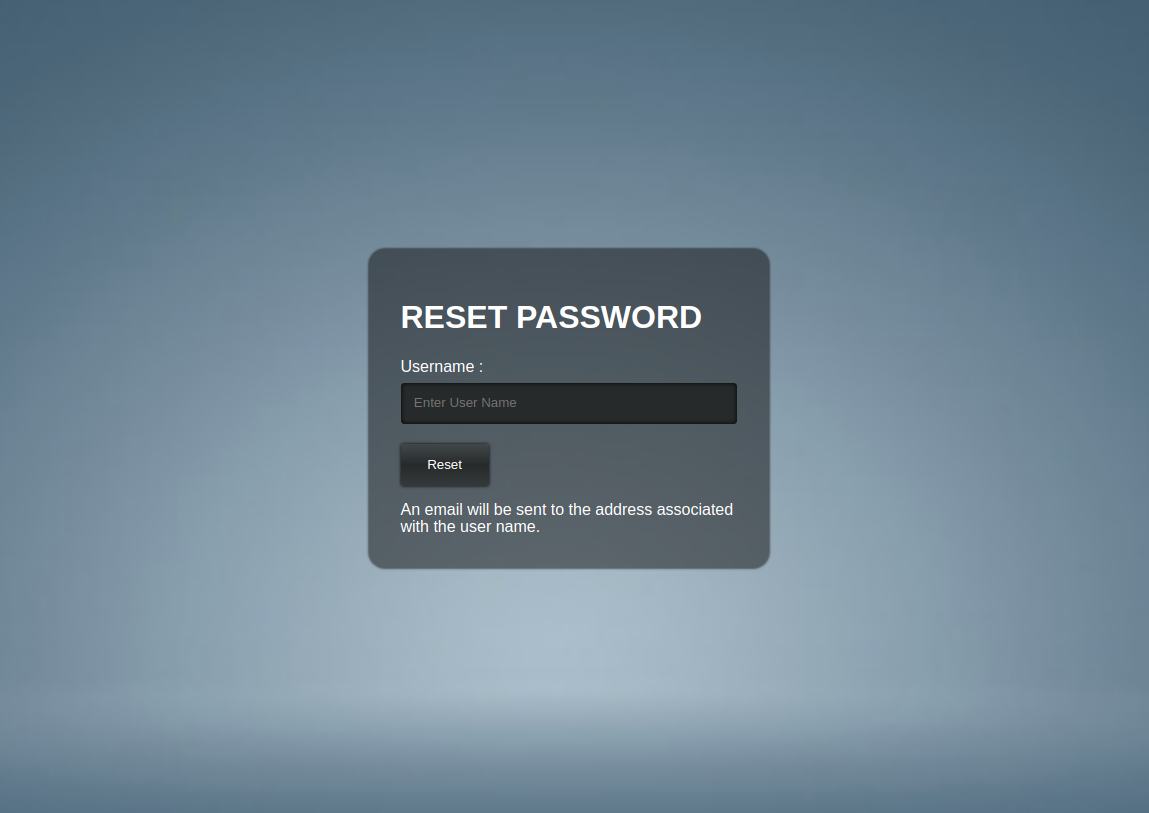 RESET PASSWORD
Username :
Enter User Name
Reset
An email will be sent to the address associated
with the user name.